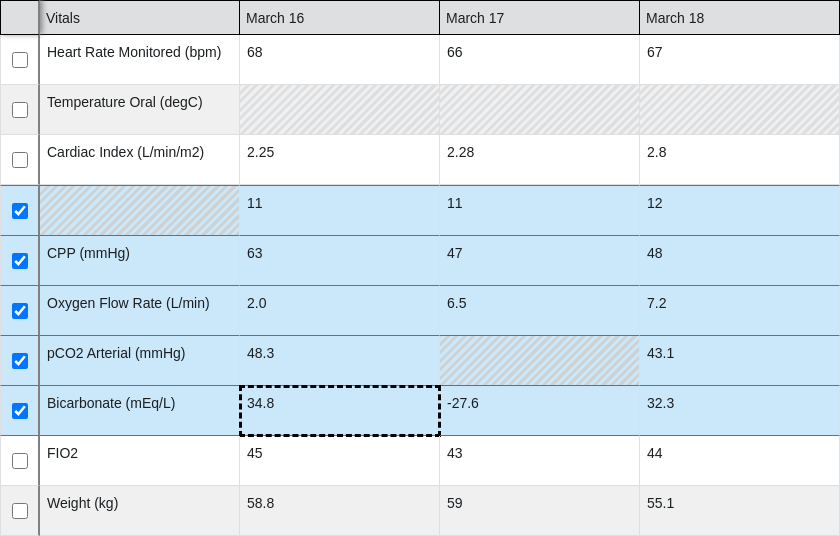 Vitals March 16 March 17 March 18
Heart Rate Monitored (bpm) 68 66 67
Temperature Oral (degC)
Cardiac Index (L/min/m2) 2.25 2.28 2.8
11 11 12
CPP (mmHg) 63 47 48
Oxygen Flow Rate (L/min) 2.0 6.5 7.2
pCO2 Arterial (mmHg) 48.3 43.1
Bicarbonate (mEq/L) 34.8 -27.6 32.3
FIO2 45 43 44
Weight (kg) 58.8 59 55.1